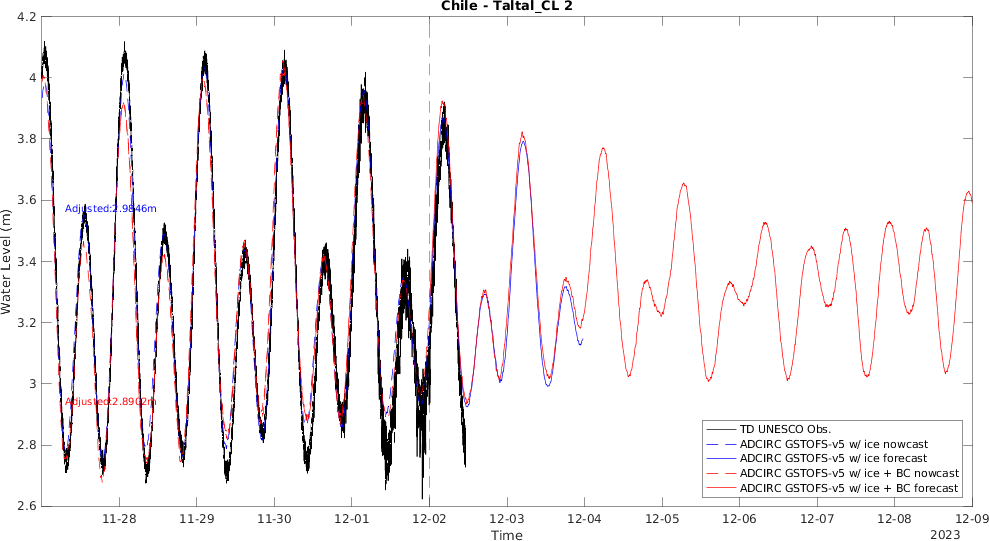 Chile - Taltal_CL 2
4.2
4
3.8
3.6
3.4
3.2
3
2.8
2.6
Water Level (m)
Adjusted:2.9846m
Adjusted:2.8902m
TD UNESCO Obs.
ADCIRC GSTOFS-v5 w/ ice nowcast
ADCIRC GSTOFS-v5 w/ ice forecast
ADCIRC GSTOFS-v5 w/ ice + BC nowcast
ADCIRC GSTOFS-v5 w/ ice + BC forecast
11-28 11-29 11-30 12-01 12-02 12-03 12-04 12-05 12-06 12-07 12-08 12-09
Time
2023